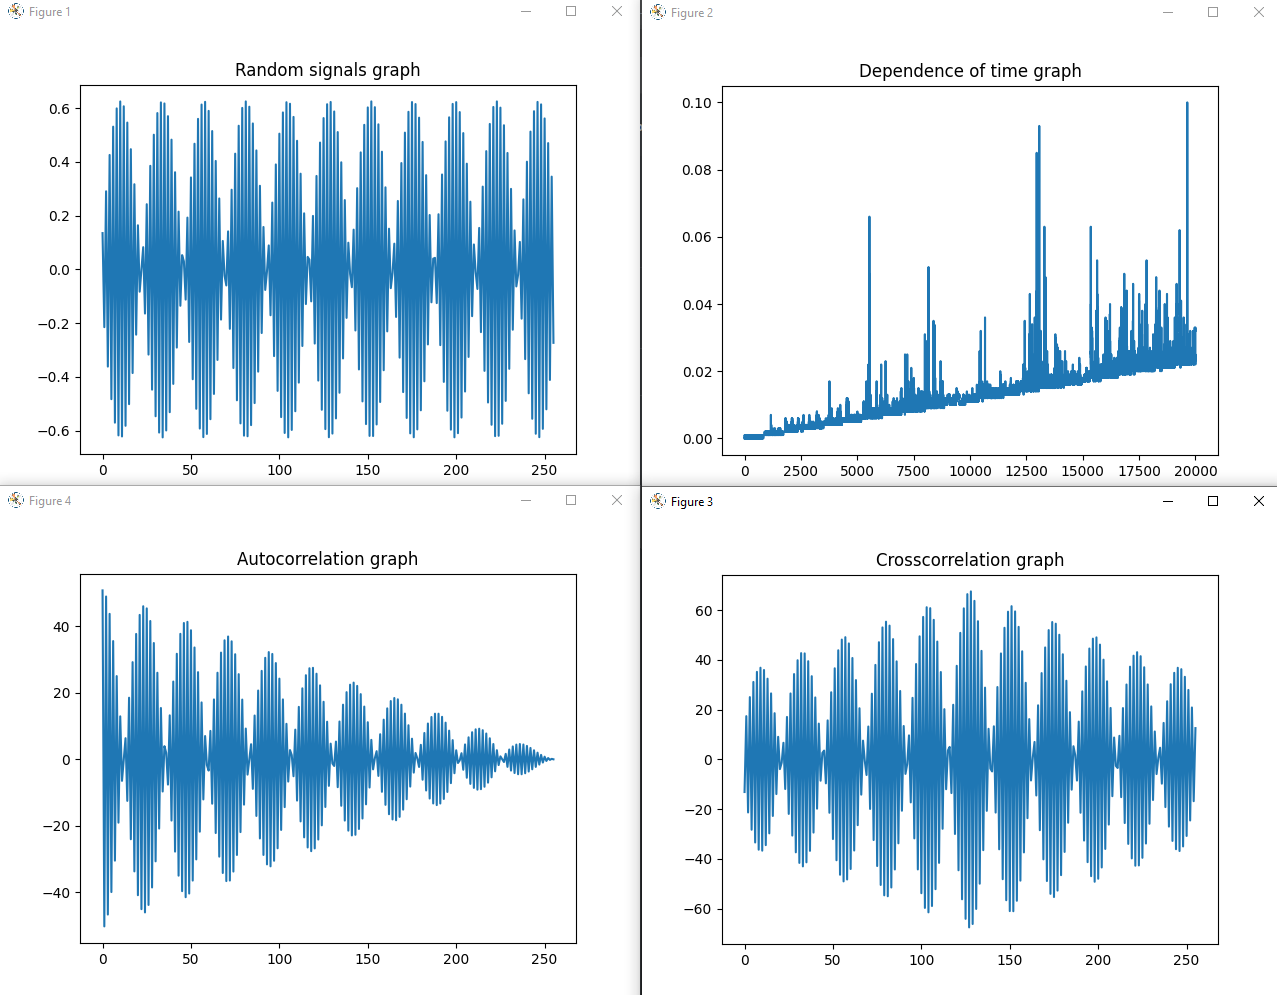 Figure 1
Random signals graph
0.6
0.4
0.2
0.0
−0.2
−0.4
−0.6
0 50 100 150 200 250
Figure 2
Dependence of time graph
0.10
0.08
0.06
0.04
0.02
0.00
0 2500 5000 7500 10000 12500 15000 17500 20000
Figure 4
Autocorrelation graph
40
20
0
−20
−40
0 50 100 150 200 250
Figure 3
Crosscorrelation graph
60
40
20
0
−20
−40
−60
0 50 100 150 200 250